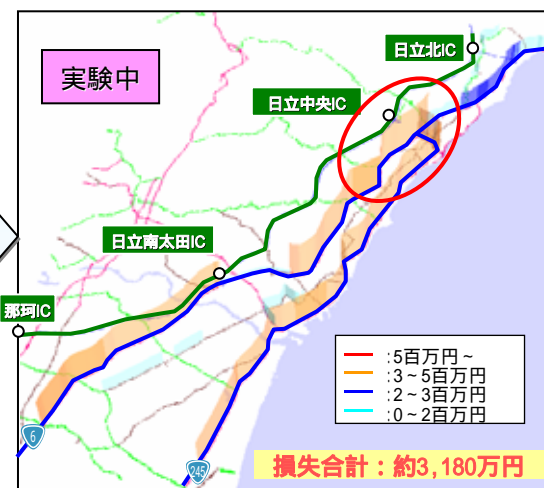 実験中
日立北IC
日立中央IC
日立南太田IC
那珂IC
:5百万円~
:3~5百万円
:2~3百万円
:0~2百万円
6
245
損失合計：約3,180万円